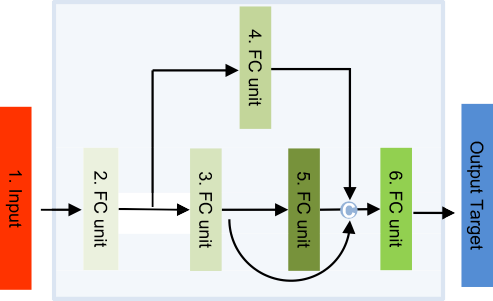 1. Input
2. FC unit
3. FC unit
4. FC unit
5. FC unit
C
6. FC unit
Output Target